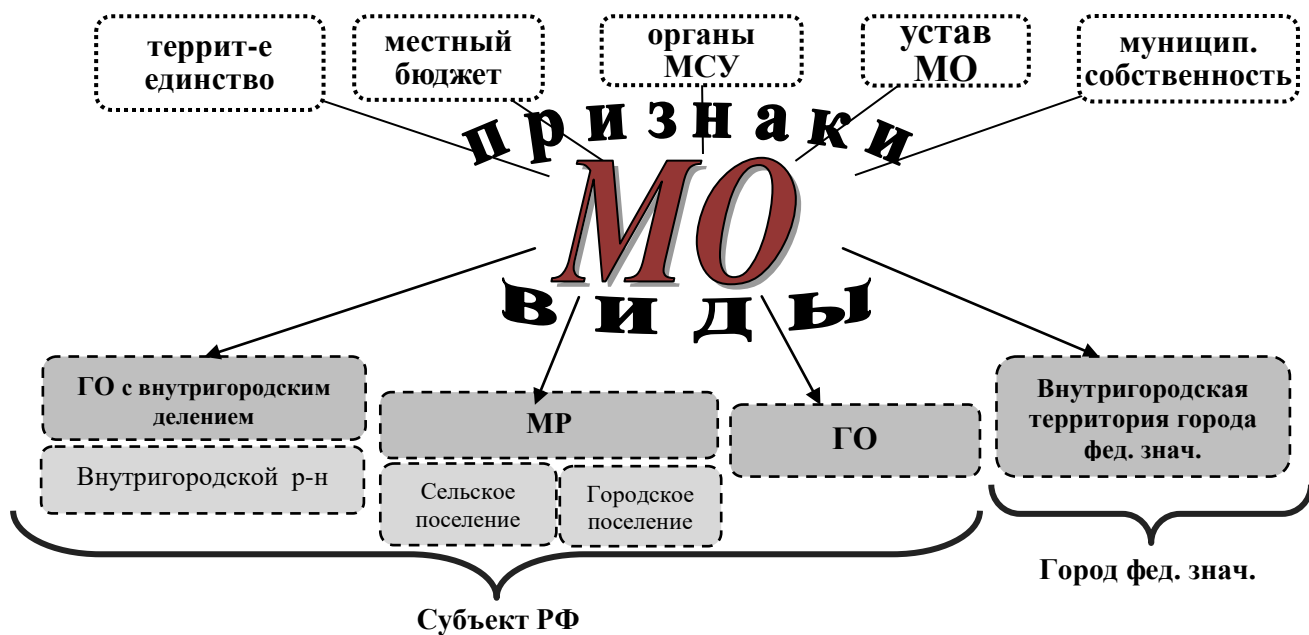 террит-е
единство
местный
бюджет
органы
МСУ
устав
МО
муницип.
собственность
признаки
МО
виды
ГО с внутригородским
делением
Внутригородской р-н
МР
Сельское
поселение
Городское
поселение
ГО
Внутригородская
территория города
фед. знач.
Субъект РФ
Город фед. знач.